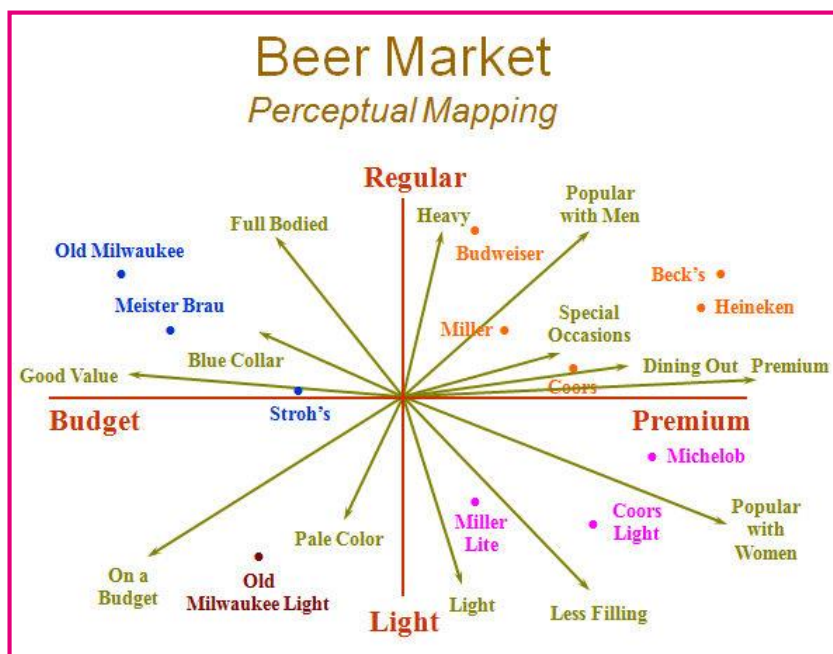 Beer Market
Perceptual Mapping
Regular
Full Bodied
Heavy
Popular
with Men
Old Milwaukee
Budweiser
Beck's
Meister Brau
Heineken
Miller
Special
Occasions
Blue Collar
Good Value
Dining Out
Premium
Coors
Stroh's
Budget
Premium
Michelob
Miller
Lite
Coors
Light
Popular
with
Women
Pale Color
On a
Budget
Old
Milwaukee Light
Light
Less Filling
Light